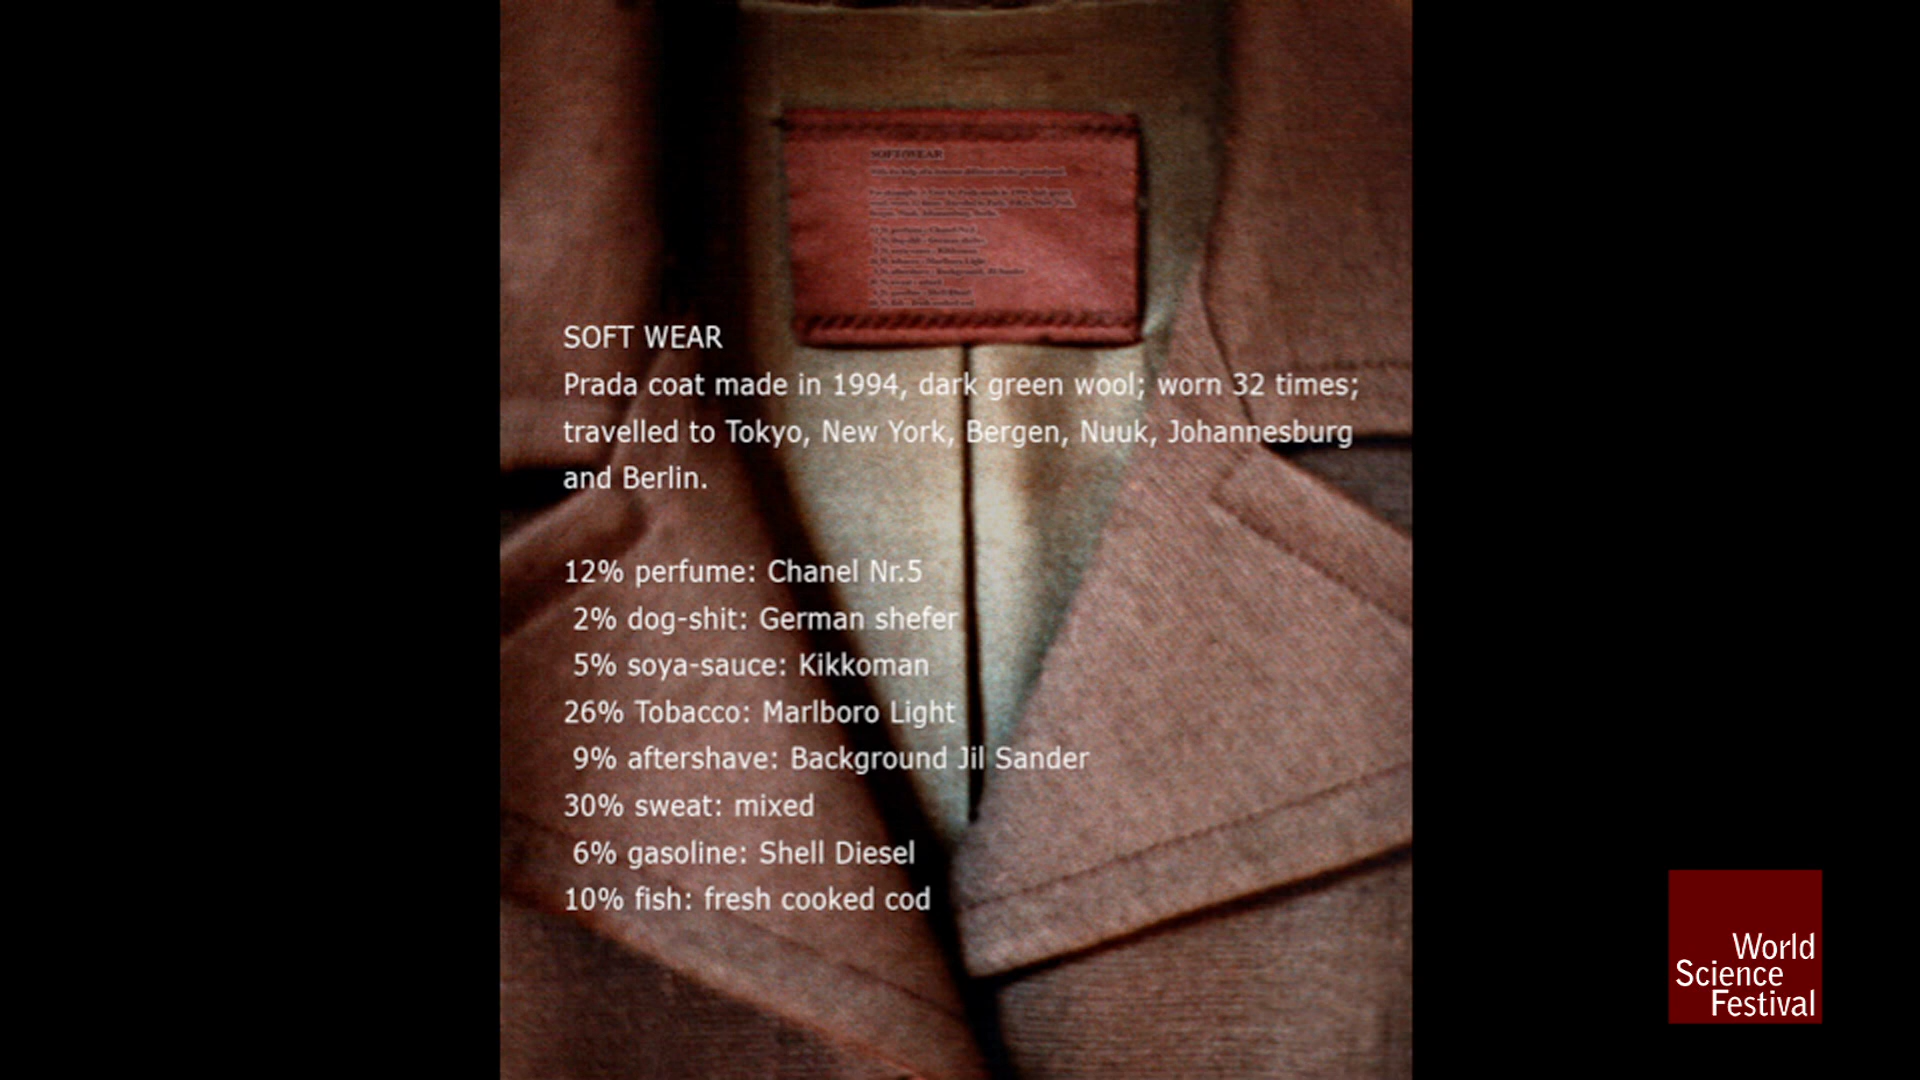 SOFT WEAR
Prada coat made in 1994, dark green wool; worn 32 times;
travelled to Tokyo, New York, Bergen, Nuuk, Johannesburg
and Berlin.
12% perfume: Chanel Nr.5
2% dog-shit: German shefer
5% soya-sauce: Kikkoman
26% Tobacco: Marlboro Light
9% aftershave: Background Jil Sander
30% sweat: mixed
6% gasoline: Shell Diesel
10% fish: fresh cooked cod
World
Science
Festival